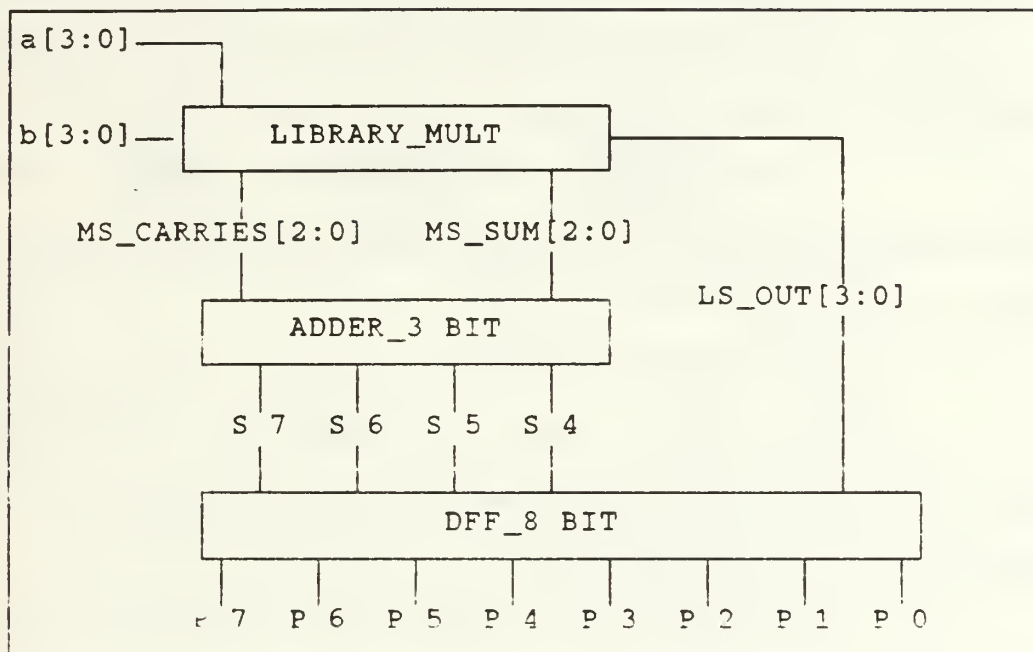 a[3:0]
b[3:0]
LIBRARY_MULT
MS_CARRIES[2:0] MS_SUM[2:0]
LS_OUT[3:0]
ADDER_3 BIT
S 7 S 6 S 5 S 4
DFF_8 BIT
P 7 P 6 P 5 P 4 P 3 P 2 P 1 P 0